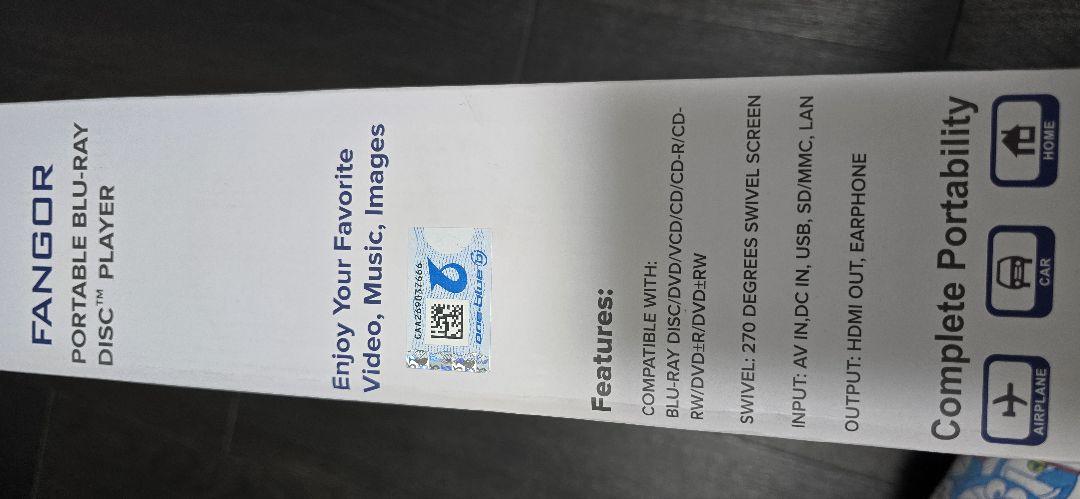 FANGOR
PORTABLE BLU-RAY
DISC™ PLAYER
Enjoy Your Favorite
Video, Music, Images
CAA269037666
one-blue
Features:
COMPATIBLE WITH:
BLU-RAY DISC/DVD/VCD/CD/CD-R/CD-
RW/DVD±R/DVD±RW
SWIVEL: 270 DEGREES SWIVEL SCREEN
INPUT: AV IN,DC IN, USB, SD/MMC, LAN
OUTPUT: HDMI OUT, EARPHONE
Complete Portability
AIRPLANE
CAR
HOME